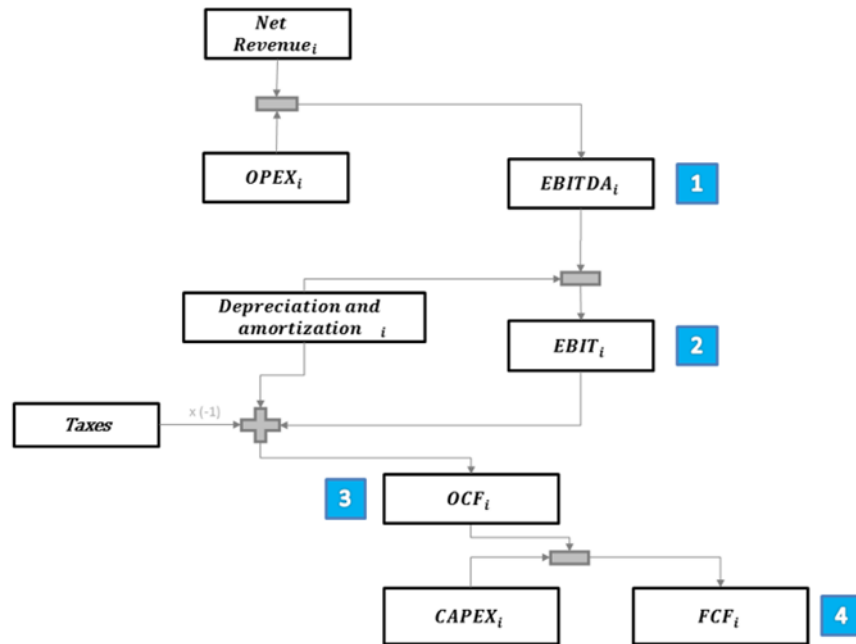 Net
Revenue i
OPEX i
EBITDA i
1
Depreciation and
amortization i
EBIT i
2
Taxes
x (-1)
3
OCF i
CAPEX i
FCF i
4